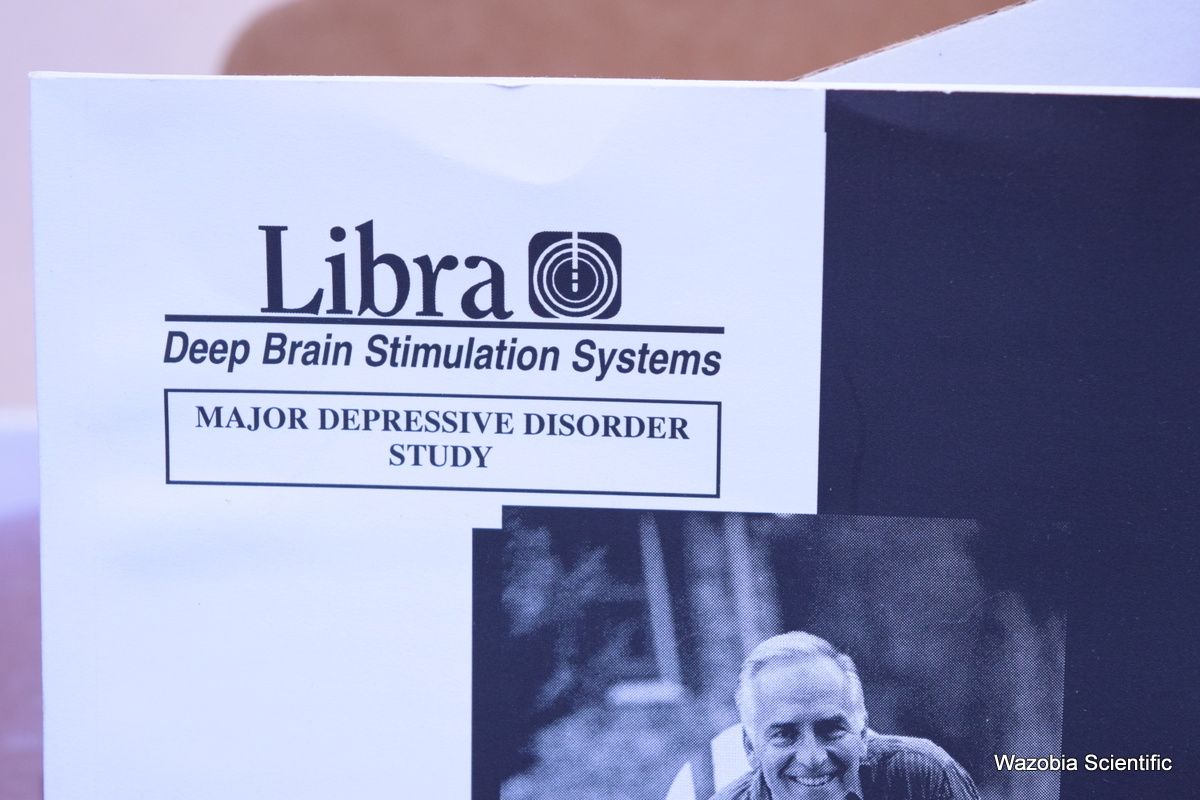 Libra
Deep Brain Stimulation Systems
MAJOR DEPRESSIVE DISORDER
STUDY
Wazobia Scientific